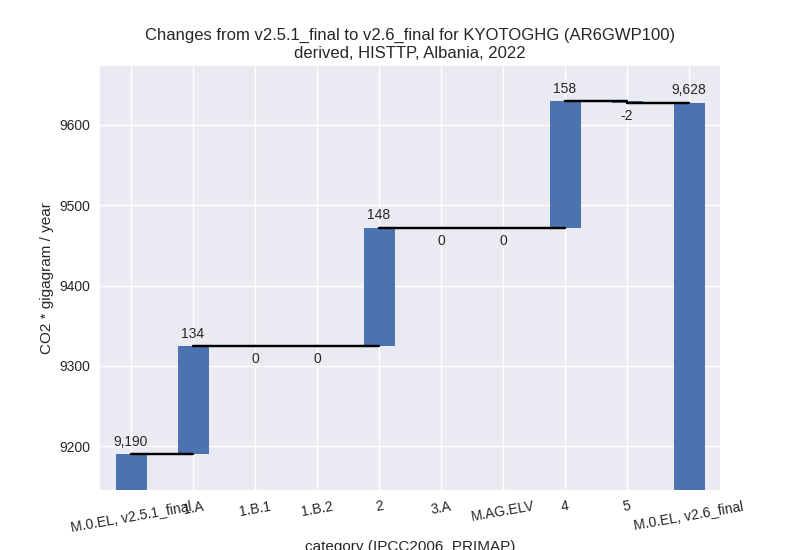 Changes from v2.5.1_final to v2.6_final for KYOTOGHG (AR6GWP100)
derived, HISTTP, Albania, 2022
CO2 * gigagram / year
9600
9500
9400
9300
9200
9,190
134
0
0
148
0
0
158
-2
9,628
M.0.EL, v2.5.1_final
1.A
1.B.1
1.B.2
2
3.A
M.AG.ELV
4
5
M.0.EL, v2.6_final
category (IPCC2006_PRIMAP)